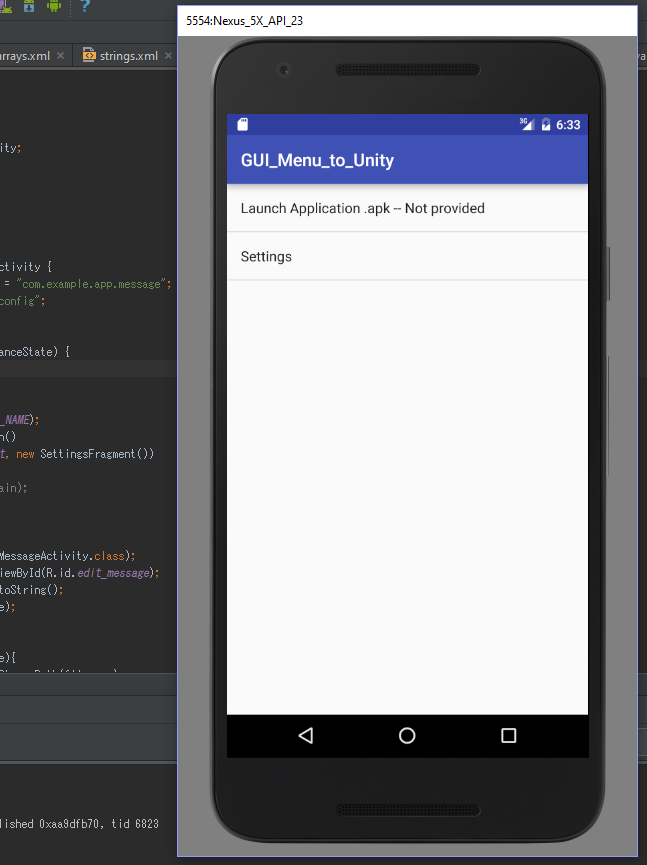 5554:Nexus_5X_API_23
arrays.xml
strings.xml
3G
6:33
GUI_Menu_to_Unity
Launch Application .apk -- Not provided
Settings
ity;
ctivity {
= "com.example.app.message";
config";
anceState) {
_NAME);
n()
t, new SettingsFragment())
ain);
MessageActivity.class);
iewById(R.id.edit_message);
toString();
e);
e){
lished 0xaa9dfb70, tid 6823